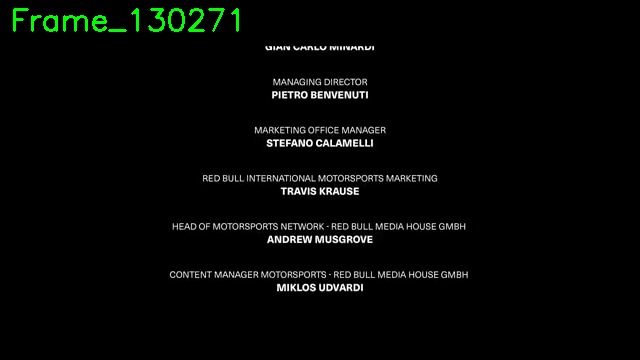 Frame_130271
GIAN CARLO MINARDI
MANAGING DIRECTOR
PIETRO BENVENUTI
MARKETING OFFICE MANAGER
STEFANO CALAMELLI
RED BULL INTERNATIONAL MOTORSPORTS MARKETING
TRAVIS KRAUSE
HEAD OF MOTORSPORTS NETWORK - RED BULL MEDIA HOUSE GMBH
ANDREW MUSGROVE
CONTENT MANAGER MOTORSPORTS - RED BULL MEDIA HOUSE GMBH
MIKLOS UDVARDI